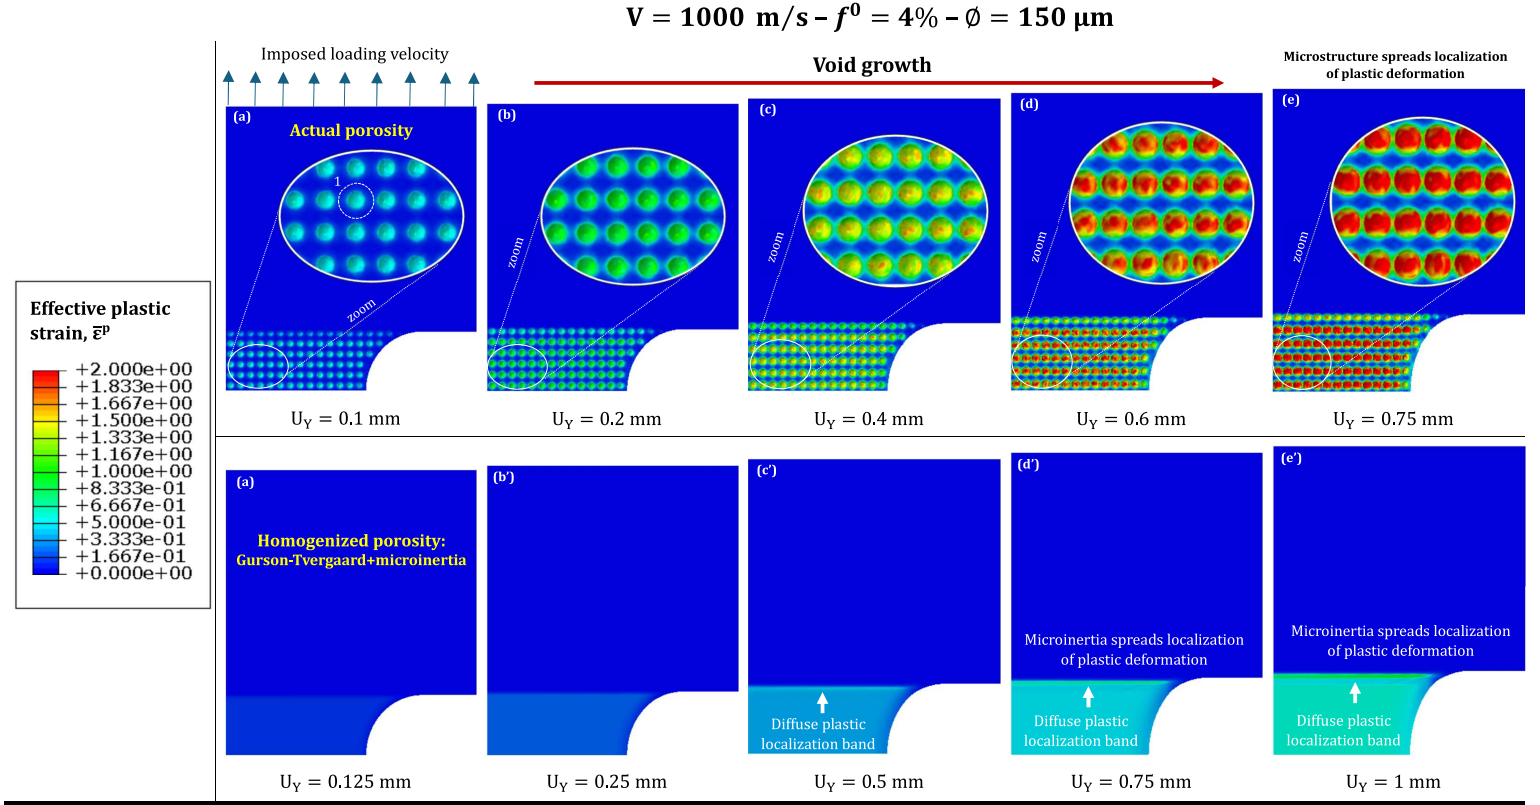 V = 1000 m/s – f⁰ = 4% – ∅ = 150 μm
Imposed loading velocity
Void growth
Microstructure spreads localization
of plastic deformation
(a)
Actual porosity
1
zoom
(b)
zoom
(c)
zoom
(d)
zoom
(e)
zoom
U_Y = 0.1 mm
U_Y = 0.2 mm
U_Y = 0.4 mm
U_Y = 0.6 mm
U_Y = 0.75 mm
Effective plastic
strain, ε̄ᵖ
+2.000e+00
+1.833e+00
+1.667e+00
+1.500e+00
+1.333e+00
+1.167e+00
+1.000e+00
+8.333e-01
+6.667e-01
+5.000e-01
+3.333e-01
+1.667e-01
+0.000e+00
(a)
Homogenized porosity:
Gurson-Tvergaard+microinertia
(b')
(c')
Diffuse plastic
localization band
(d')
Microinertia spreads localization
of plastic deformation
Diffuse plastic
localization band
(e')
Microinertia spreads localization
of plastic deformation
Diffuse plastic
localization band
U_Y = 0.125 mm
U_Y = 0.25 mm
U_Y = 0.5 mm
U_Y = 0.75 mm
U_Y = 1 mm